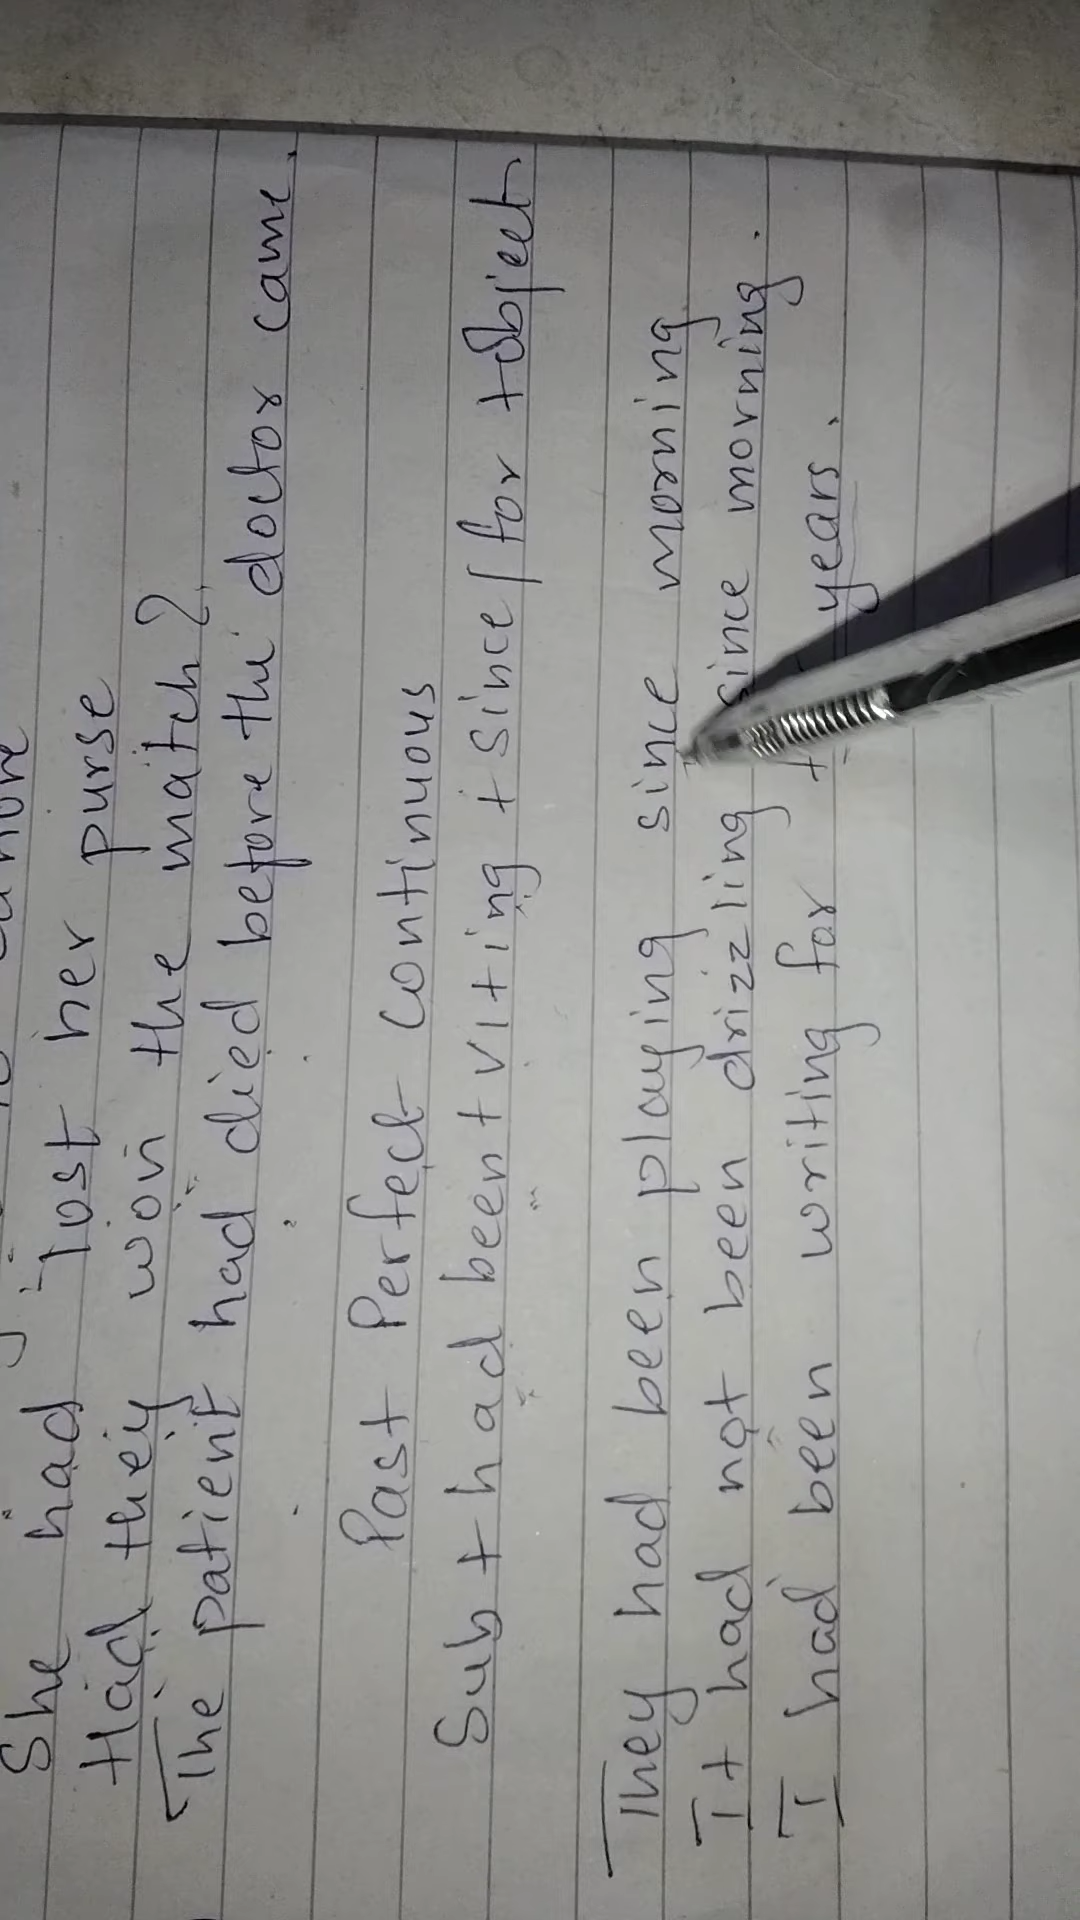 She had lost her purse
Had they won the match?
The patient had died before the doctor came.
Past Perfect Continuous
Sub + had been + V1 + ing + since / for + object
They had been playing since morning
It had not been drizzling since morning.
I had been writing for years.